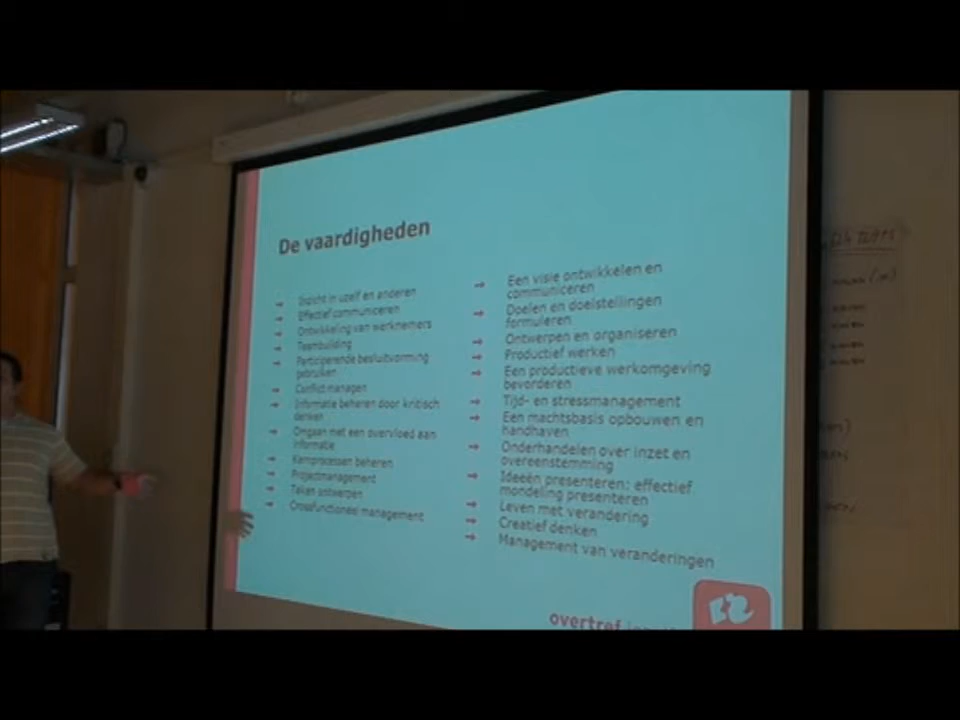 De vaardigheden
→ Inzicht in uzelf en anderen
→ Effectief communiceren
→ Ontwikkeling van werknemers
→ Teambuilding
→ Participerende besluitvorming
gebruiken
→ Conflict managen
→ Informatie beheren door kritisch
denken
→ Omgaan met een overvloed aan
informatie
→ Kernprocessen beheren
→ Projectmanagement
→ Taken ontwerpen
→ Crossfunctioneel management
→ Een visie ontwikkelen en
communiceren
→ Doelen en doelstellingen
formuleren
→ Ontwerpen en organiseren
→ Productief werken
→ Een productieve werkomgeving
bevorderen
→ Tijd- en stressmanagement
→ Een machtsbasis opbouwen en
handhaven
→ Onderhandelen over inzet en
overeenstemming
→ Ideeën presenteren: effectief
mondeling presenteren
→ Leven met verandering
→ Creatief denken
→ Management van veranderingen
overtref